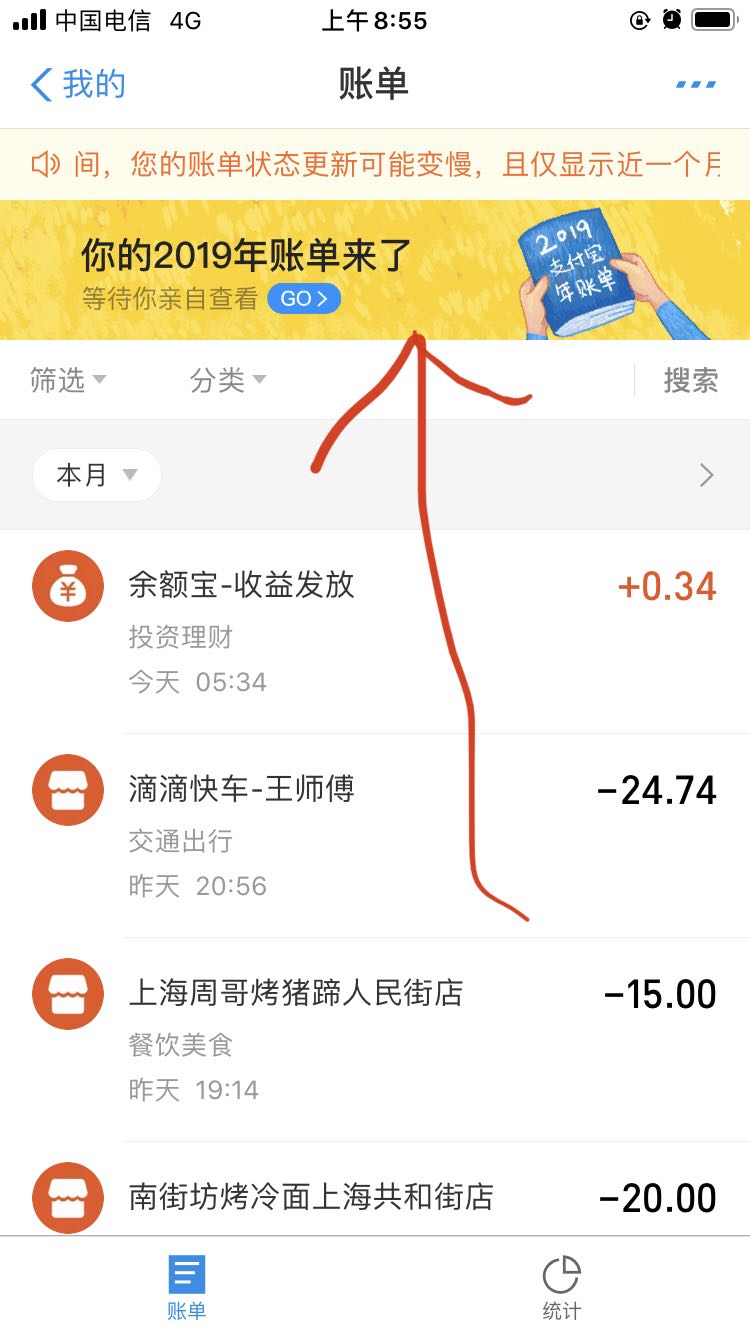 中国电信 4G 上午8:55
我的 账单
间，您的账单状态更新可能变慢，且仅显示近一个月
你的2019年账单来了
等待你亲自查看 GO >
2019
支付宝
年账单
筛选 分类 搜索
本月
余额宝-收益发放 +0.34
投资理财
今天 05:34
滴滴快车-王师傅 -24.74
交通出行
昨天 20:56
上海周哥烤猪蹄人民街店 -15.00
餐饮美食
昨天 19:14
南街坊烤冷面上海共和街店 -20.00
账单 统计